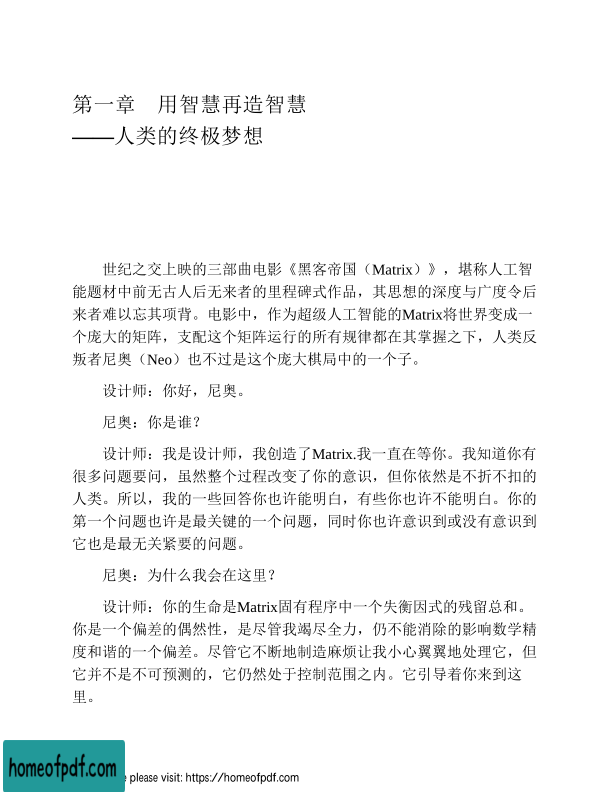 第一章　用智慧再造智慧
——人类的终极梦想
世纪之交上映的三部曲电影《黑客帝国（Matrix）》，堪称人工智
能题材中前无古人后无来者的里程碑式作品，其思想的深度与广度令后
来者难以忘其项背。电影中，作为超级人工智能的Matrix将世界变成一
个庞大的矩阵，支配这个矩阵运行的所有规律都在其掌握之下，人类反
叛者尼奥（Neo）也不过是这个庞大棋局中的一个子。
设计师：你好，尼奥。
尼奥：你是谁？
设计师：我是设计师，我创造了Matrix.我一直在等你。我知道你有
很多问题要问，虽然整个过程改变了你的意识，但你依然是不折不扣的
人类。所以，我的一些回答你也许能明白，有些你也许不能明白。你的
第一个问题也许是最关键的一个问题，同时你也许意识到或没有意识到
它也是最无关紧要的问题。
尼奥：为什么我会在这里？
设计师：你的生命是Matrix固有程序中一个失衡因式的残留总和。
你是一个偏差的偶然性，是尽管我竭尽全力，仍不能消除的影响数学精
度和谐的一个偏差。尽管它不断地制造麻烦让我小心翼翼地处理它，但
它并不是不可预测的，它仍然处于控制范围之内。它引导着你来到这
里。
homeofpdf.com
please visit: https://homeofpdf.com